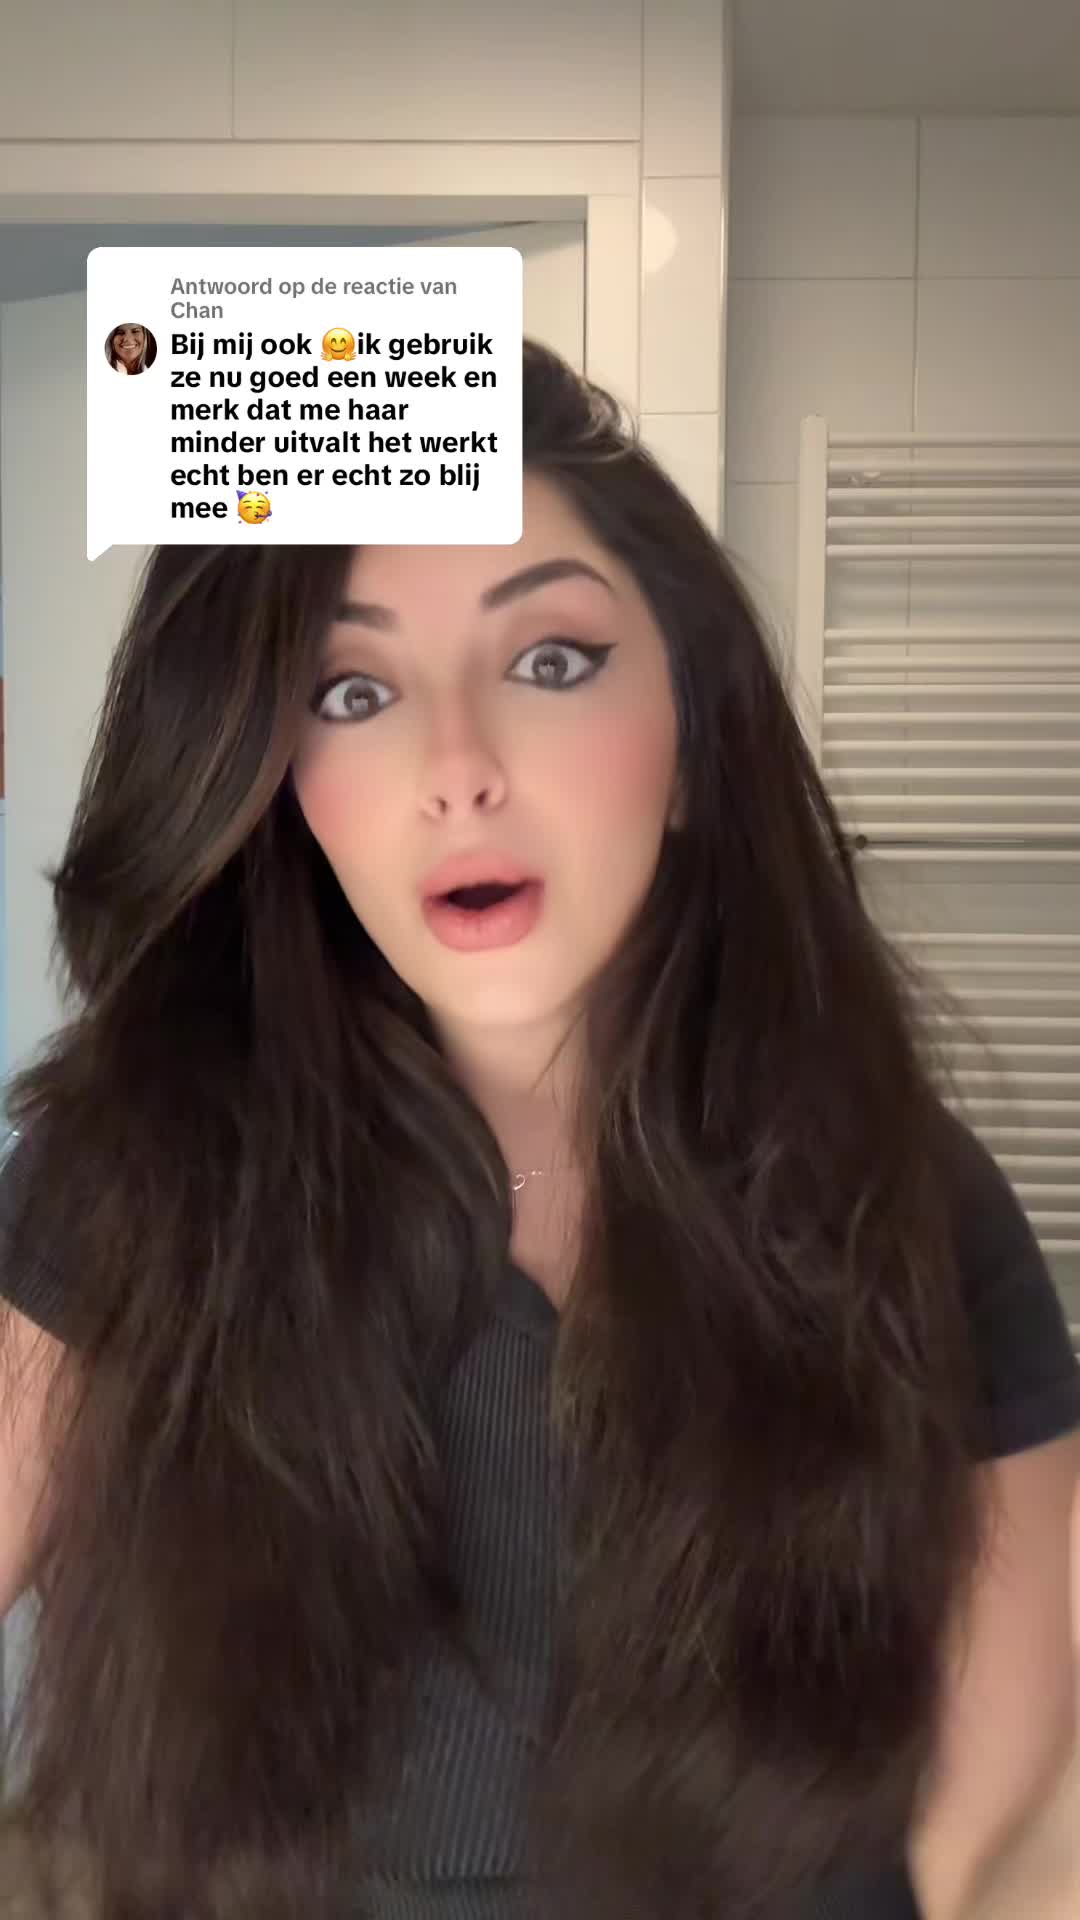 Antwoord op de reactie van
Chan
Bij mij ook 🤗ik gebruik
ze nu goed een week en
merk dat me haar
minder uitvalt het werkt
echt ben er echt zo blij
mee 🥳